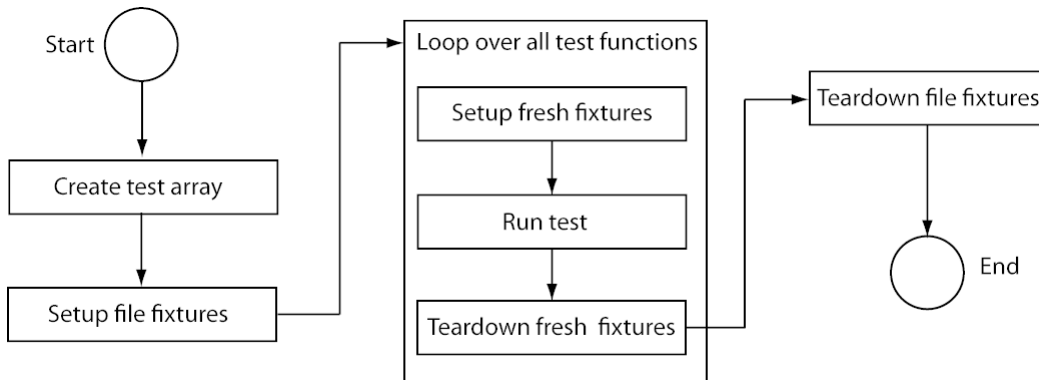 Start
Create test array
Setup file fixtures
Loop over all test functions
Setup fresh fixtures
Run test
Teardown fresh fixtures
Teardown file fixtures
End